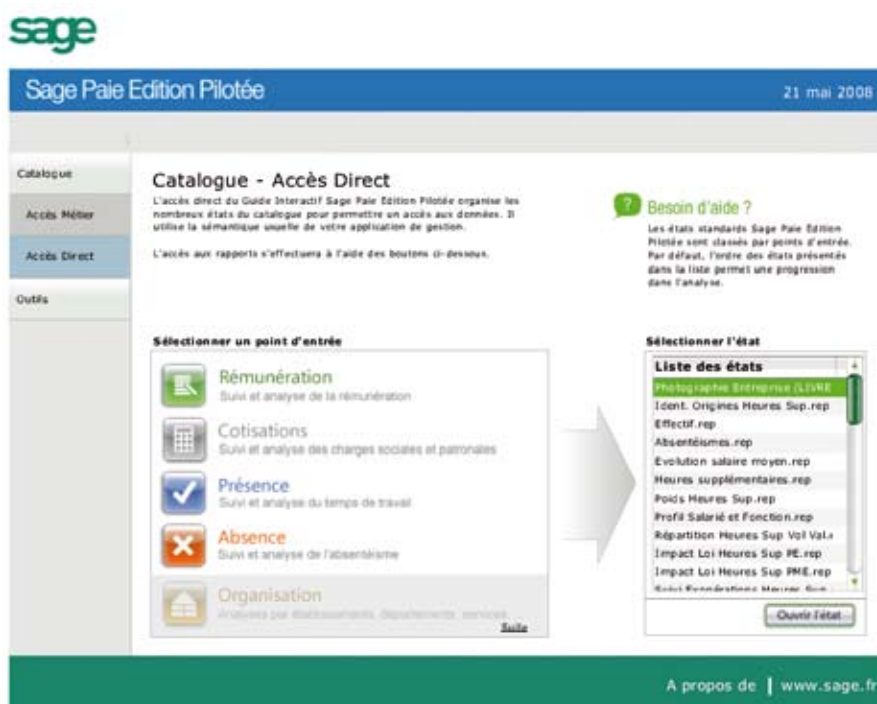 sage
Sage Paie Edition Pilotée
21 mai 2008
Catalogue
Accès Métier
Accès Direct
Outils
Catalogue - Accès Direct
L'accès direct du Guide Interactif Sage Paie Edition Pilotée organise les
nombreux états du catalogue pour permettre un accès aux données. Il
utilise la sémantique usuelle de votre application de gestion.
L'accès aux rapports s'effectuera à l'aide des boutons ci-dessous.
? Besoin d'aide ?
Les états standards Sage Paie Edition
Pilotée sont classés par points d'entrée.
Par défaut, l'ordre des états présentés
dans la liste permet une progression
dans l'analyse.
Sélectionner un point d'entrée
Rémunération
Suivi et analyse de la rémunération
Cotisations
Suivi et analyse des charges sociales et patronales
Présence
Suivi et analyse du temps de travail
Absence
Suivi et analyse de l'absentéisme
Organisation
Analyses par établissements, départements, services...
Suite
Sélectionner l'état
Liste des états
Photographie Entreprise (LIVRE
Ident. Origines Heures Sup.rep
Effectif.rep
Absentéismes.rep
Evolution salaire moyen.rep
Heures supplémentaires.rep
Poids Heures Sup.rep
Profil Salarié et Fonction.rep
Répartition Heures Sup Vol Val.
Impact Loi Heures Sup PE.rep
Impact Loi Heures Sup PME.rep
Suivi Exonérations Heures Sup
Ouvrir l'état
A propos de | www.sage.fr